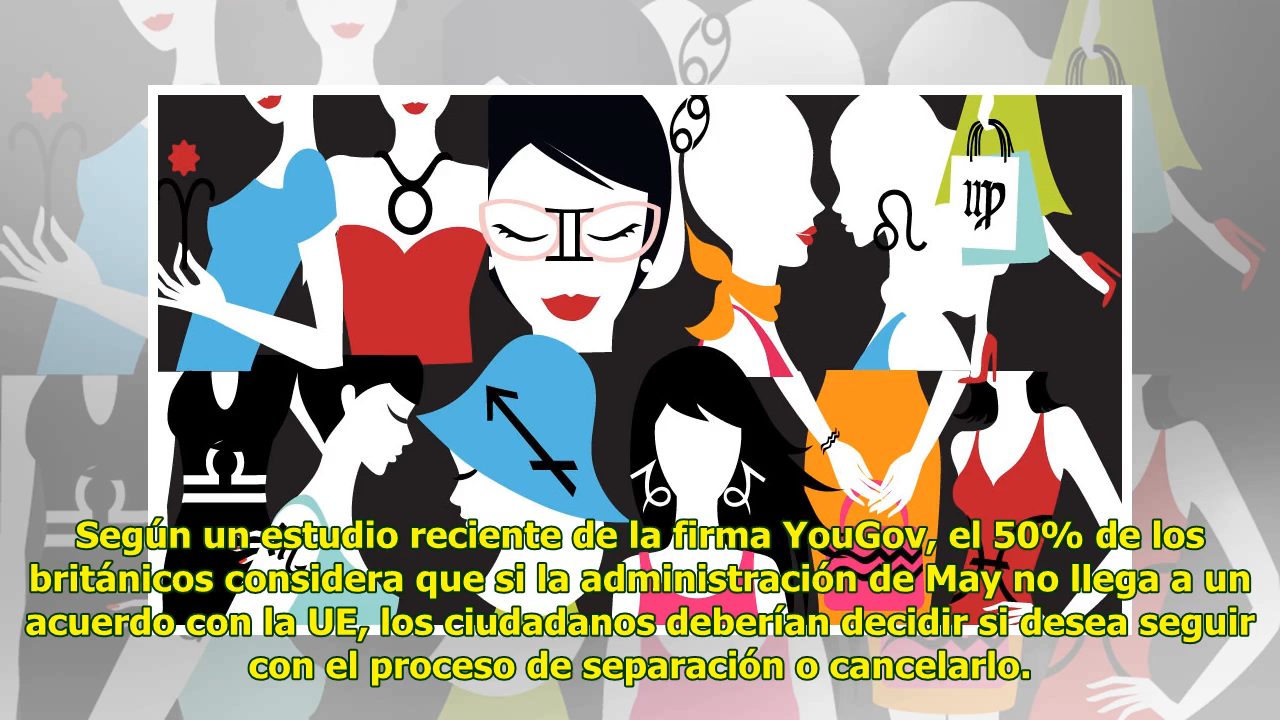 Según un estudio reciente de la firma YouGov, el 50% de los
británicos considera que si la administración de May no llega a un
acuerdo con la UE, los ciudadanos deberían decidir si desea seguir
con el proceso de separación o cancelarlo.